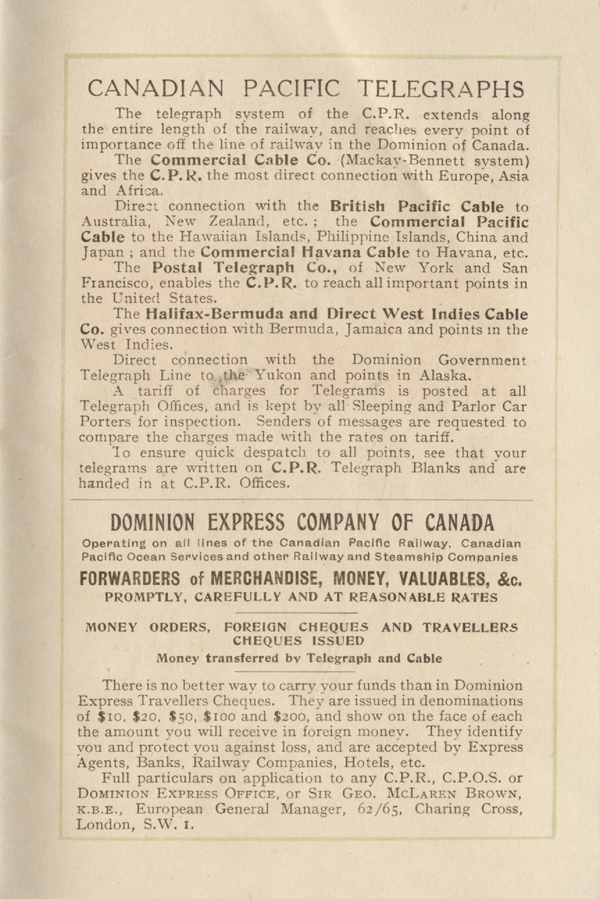 CANADIAN PACIFIC TELEGRAPHS
The telegraph system of the C.P.R. extends along
the entire length of the railway, and reaches every point of
importance off the line of railway in the Dominion of Canada.
The Commercial Cable Co. (Mackay-Bennett system)
gives the C.P.R. the most direct connection with Europe, Asia
and Africa.
Direct connection with the British Pacific Cable to
Australia, New Zealand, etc.; the Commercial Pacific
Cable to the Hawaiian Islands, Philippine Islands, China and
Japan; and the Commercial Havana Cable to Havana, etc.
The Postal Telegraph Co., of New York and San
Francisco, enables the C.P.R. to reach all important points in
the United States.
The Halifax-Bermuda and Direct West Indies Cable
Co. gives connection with Bermuda, Jamaica and points in the
West Indies.
Direct connection with the Dominion Government
Telegraph Line to the Yukon and points in Alaska.
A tariff of charges for Telegrams is posted at all
Telegraph Offices, and is kept by all Sleeping and Parlor Car
Porters for inspection. Senders of messages are requested to
compare the charges made with the rates on tariff.
To ensure quick despatch to all points, see that your
telegrams are written on C.P.R. Telegraph Blanks and are
handed in at C.P.R. Offices.
DOMINION EXPRESS COMPANY OF CANADA
Operating on all lines of the Canadian Pacific Railway, Canadian
Pacific Ocean Services and other Railway and Steamship Companies
FORWARDERS of MERCHANDISE, MONEY, VALUABLES, &c.
PROMPTLY, CAREFULLY AND AT REASONABLE RATES
MONEY ORDERS, FOREIGN CHEQUES AND TRAVELLERS
CHEQUES ISSUED
Money transferred by Telegraph and Cable
There is no better way to carry your funds than in Dominion
Express Travellers Cheques. They are issued in denominations
of $10, $20, $50, $100 and $200, and show on the face of each
the amount you will receive in foreign money. They identify
you and protect you against loss, and are accepted by Express
Agents, Banks, Railway Companies, Hotels, etc.
Full particulars on application to any C.P.R., C.P.O.S. or
DOMINION EXPRESS OFFICE, or SIR GEO. MCLAREN BROWN,
K.B.E., European General Manager, 62/65, Charing Cross,
London, S.W. 1.